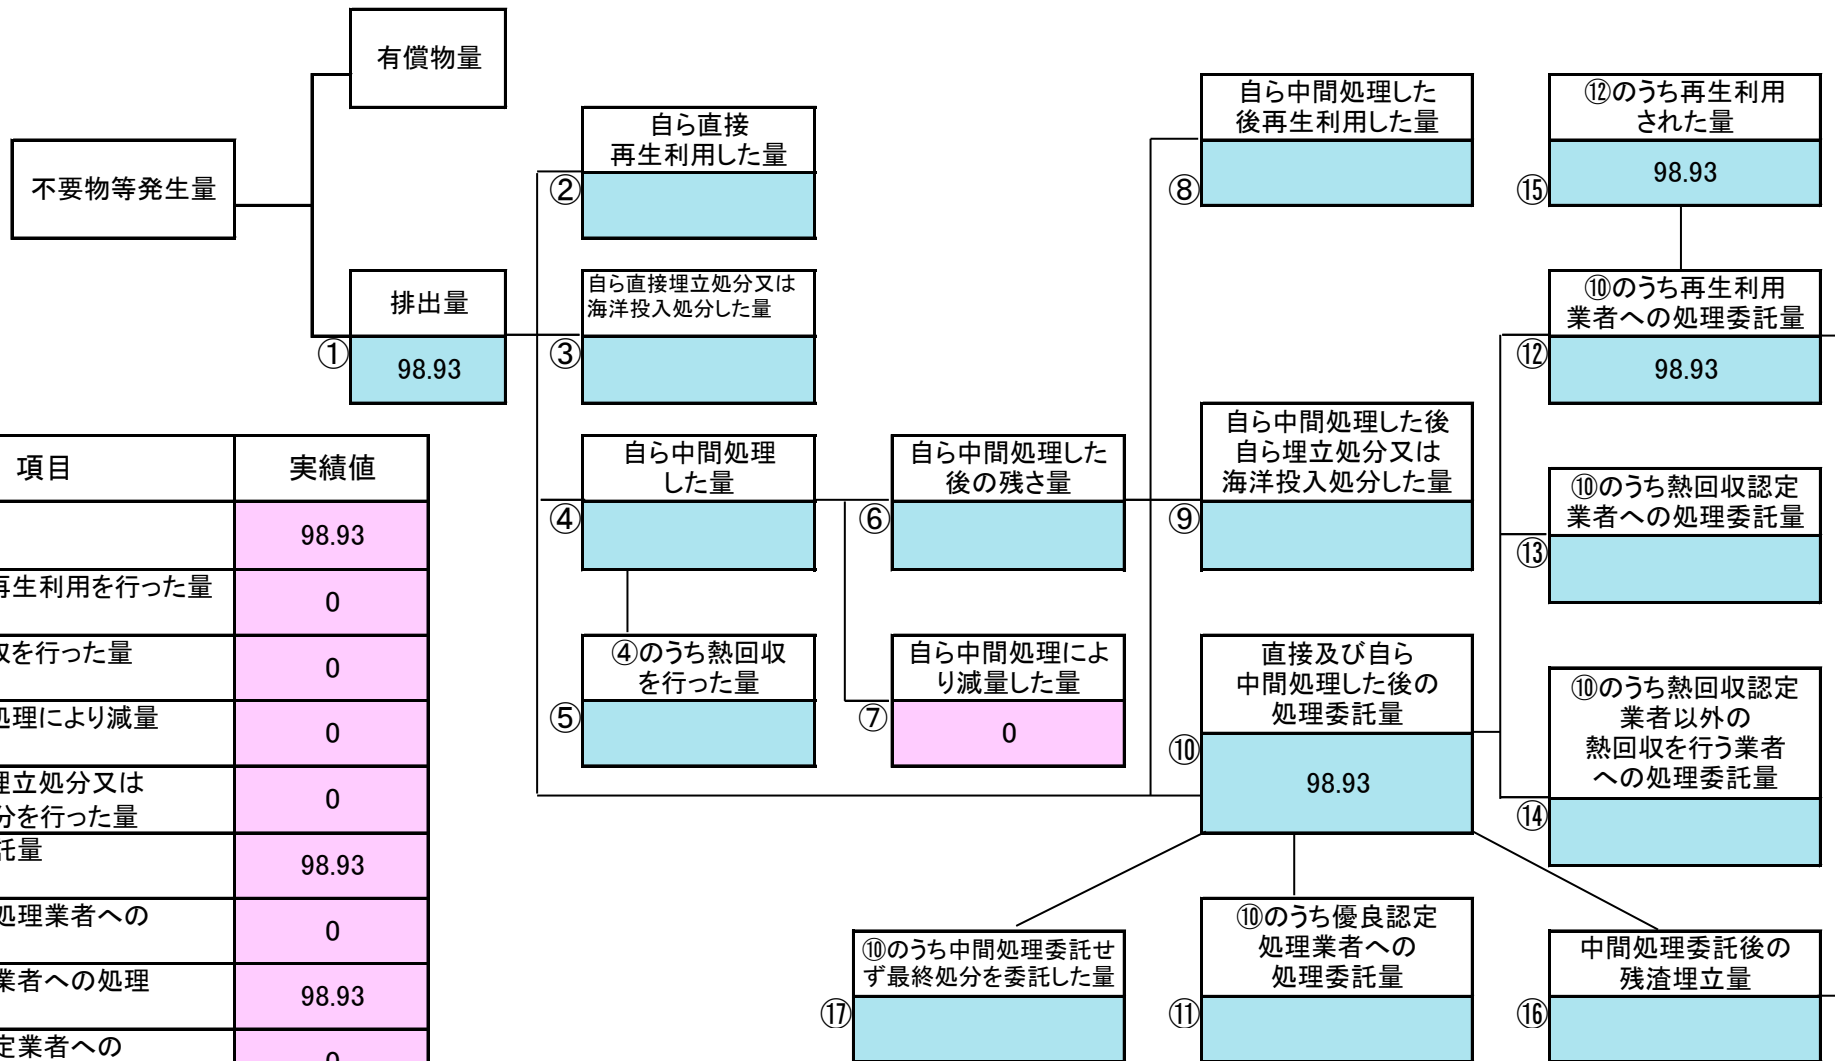 有償物量
不要物等発生量
排出量
①
98.93
自ら直接
再生利用した量
②
自ら直接埋立処分又は
海洋投入処分した量
③
自ら中間処理
した量
④
④のうち熱回収
を行った量
⑤
自ら中間処理した
後の残さ量
⑥
自ら中間処理によ
り減量した量
⑦
0
自ら中間処理した
後再生利用した量
⑧
自ら中間処理した後
自ら埋立処分又は
海洋投入処分した量
⑨
直接及び自ら
中間処理した後の
処理委託量
⑩
98.93
⑫のうち再生利用
された量
⑮
98.93
⑩のうち再生利用
業者への処理委託量
⑫
98.93
⑩のうち熱回収認定
業者への処理委託量
⑬
⑩のうち熱回収認定
業者以外の
熱回収を行う業者
への処理委託量
⑭
⑩のうち中間処理委託せ
ず最終処分を委託した量
⑰
⑩のうち優良認定
処理業者への
処理委託量
⑪
中間処理委託後の
残渣埋立量
⑯
項目 実績値
98.93
再生利用を行った量 0
を行った量 0
処理により減量 0
埋立処分又は
分を行った量 0
託量 98.93
処理業者への 0
業者への処理 98.93
定業者への 0